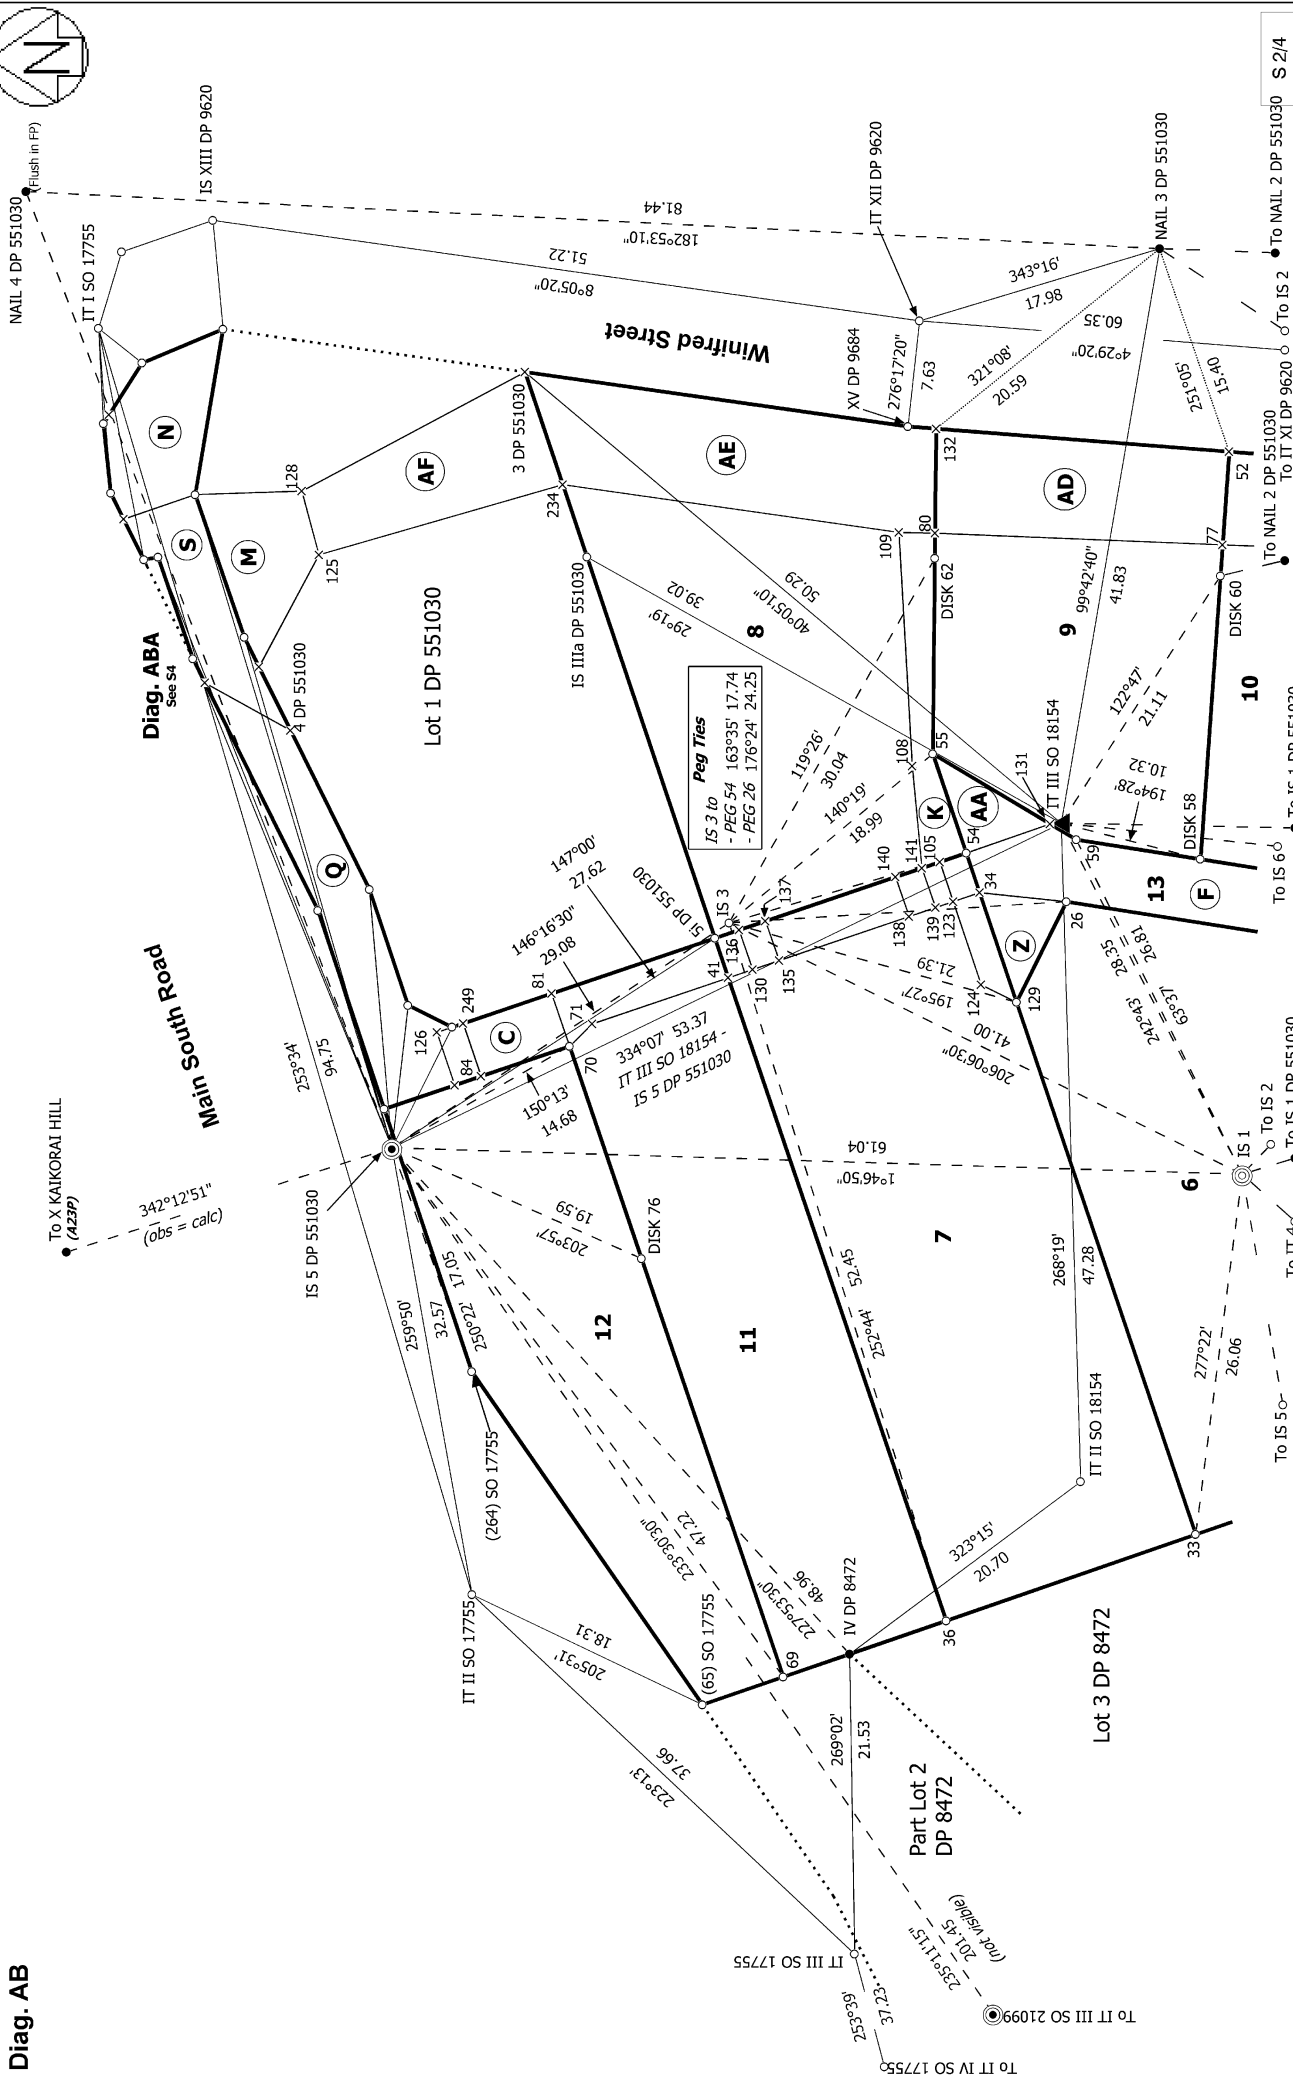 Diag. AB
N
S 2/4
NAIL 4 DP 551030
(Flush in FP)
IT I SO 17755
IS XIII DP 9620
182°53'10"
81.44
8°05'20"
51.22
Winifred Street
IT XII DP 9620
343°16'
17.98
NAIL 3 DP 551030
To NAIL 2 DP 551030
To IS 2
4°29'20"
60.35
XV DP 9684
276°17'20"
7.63
321°08'
20.59
251°05'
15.40
To IT XI DP 9620
To NAIL 2 DP 551030
N
S
M
AF
128
125
3 DP 551030
234
AE
132
AD
52
77
80
109
DISK 62
DISK 60
Diag. ABA
See S4
4 DP 551030
Lot 1 DP 551030
IS IIIa DP 551030
29°19'
39.02
40°05'10"
50.29
8
99°42'40"
41.83
9
10
122°47'
21.11
Peg Ties
IS 3 to
- PEG 54 163°35' 17.74
- PEG 26 176°24' 24.25
119°26'
30.04
140°19'
18.99
108
55
131
IT III SO 18154
194°28'
10.32
DISK 58
To IS 1 DP 551030
To IS 6
K
AA
54
59
13
F
Q
Main South Road
147°00'
27.62
146°16'30"
29.08
51 DP 551030
IS 3
136
137
140
141
105
34
138
139
123
26
Z
124
129
41
130
135
81
249
126
84
C
71
70
195°27'
21.39
206°06'30"
41.00
242°43'
28.35
63°37'
26.81
334°07' 53.37
IT III SO 18154 -
IS 5 DP 551030
150°13'
14.68
253°34'
94.75
To X KAIKORAI HILL
(A23P)
342°12'51"
(obs = calc)
IS 5 DP 551030
1°46'50"
61.04
IS 1
To IS 2
To IS 1 DP 551030
6
203°57'
19.59
DISK 76
259°50'
32.57
250°22'
17.05
(264) SO 17755
12
11
7
252°44'
52.45
268°19'
47.28
IT II SO 18154
277°22'
26.06
To IS 5
To IT 4
33
323°15'
20.70
233°30'30"
47.22
227°53'30"
48.96
IV DP 8472
36
69
(65) SO 17755
IT II SO 17755
205°31'
18.31
223°13'
37.66
269°02'
21.53
Lot 3 DP 8472
Part Lot 2
DP 8472
IT III SO 17755
235°11'15"
201.45
(not visible)
To IT III SO 21099
253°39'
37.23
To IT IV SO 17755